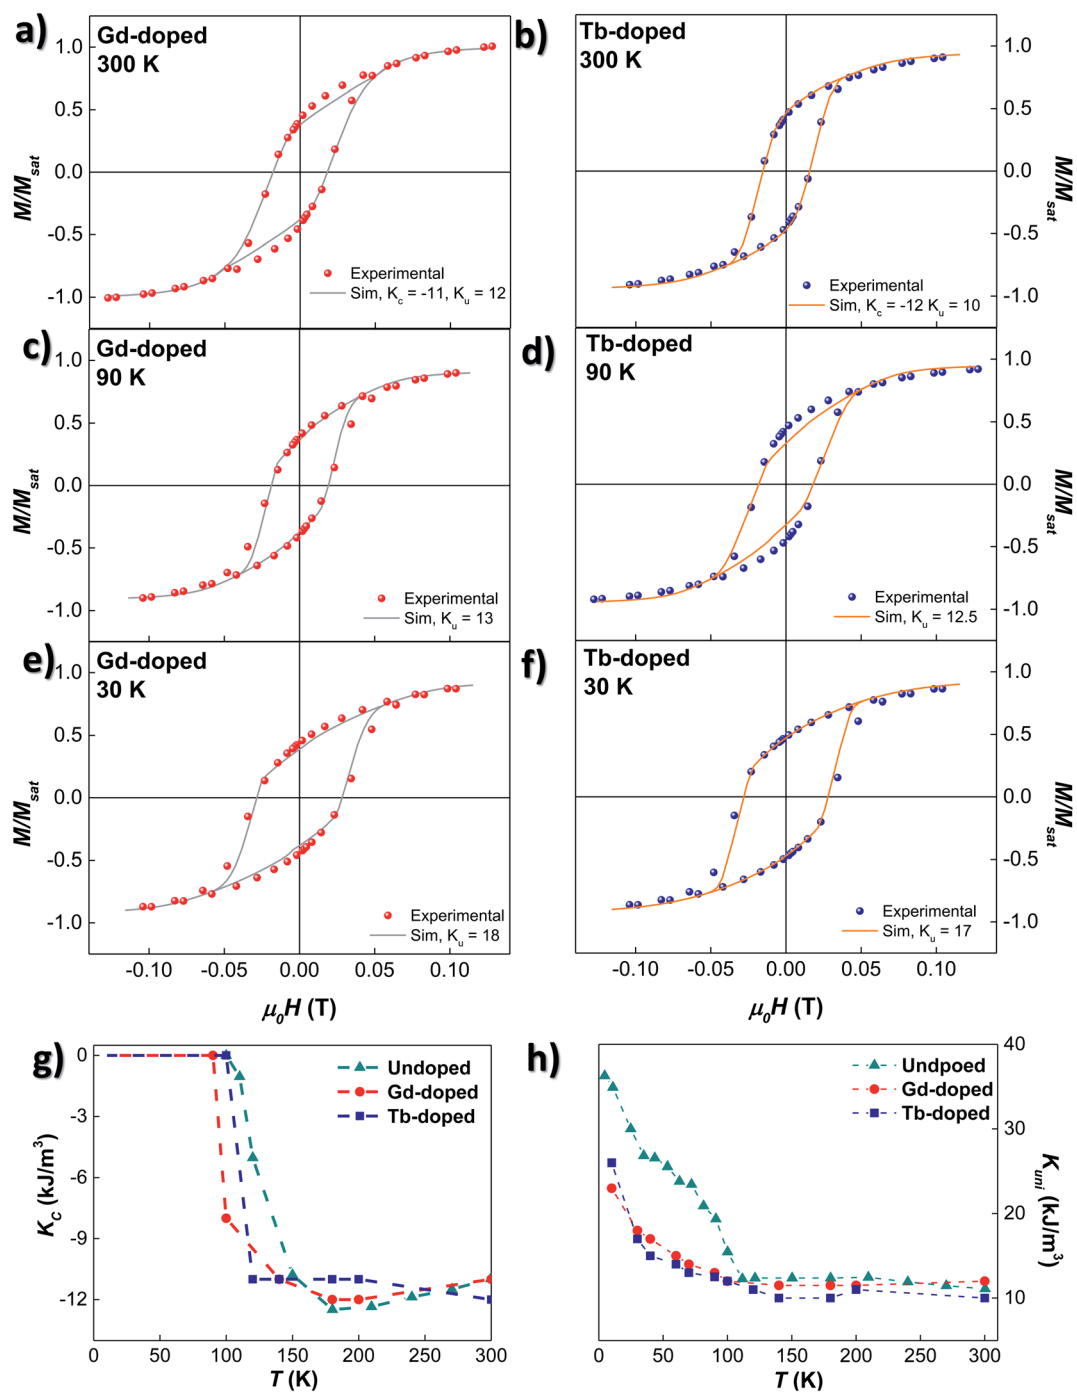 a)
Gd-doped
300 K
1.0
0.5
0.0
-0.5
-1.0
M/Msat
Experimental
Sim, Kc = -11, Ku = 12
b)
Tb-doped
300 K
1.0
0.5
0.0
-0.5
-1.0
M/Msat
Experimental
Sim, Kc = -12 Ku = 10
c)
Gd-doped
90 K
1.0
0.5
0.0
-0.5
-1.0
M/Msat
Experimental
Sim, Ku = 13
d)
Tb-doped
90 K
1.0
0.5
0.0
-0.5
-1.0
M/Msat
Experimental
Sim, Ku = 12.5
e)
Gd-doped
30 K
1.0
0.5
0.0
-0.5
-1.0
M/Msat
Experimental
Sim, Ku = 18
-0.10 -0.05 0.00 0.05 0.10
μ0H (T)
f)
Tb-doped
30 K
1.0
0.5
0.0
-0.5
-1.0
M/Msat
Experimental
Sim, Ku = 17
-0.10 -0.05 0.00 0.05 0.10
μ0H (T)
g)
0
-3
-6
-9
-12
KC (kJ/m3)
Undoped
Gd-doped
Tb-doped
0 50 100 150 200 250 300
T (K)
h)
Undpoed
Gd-doped
Tb-doped
40
30
20
10
Kuni (kJ/m3)
0 50 100 150 200 250 300
T (K)